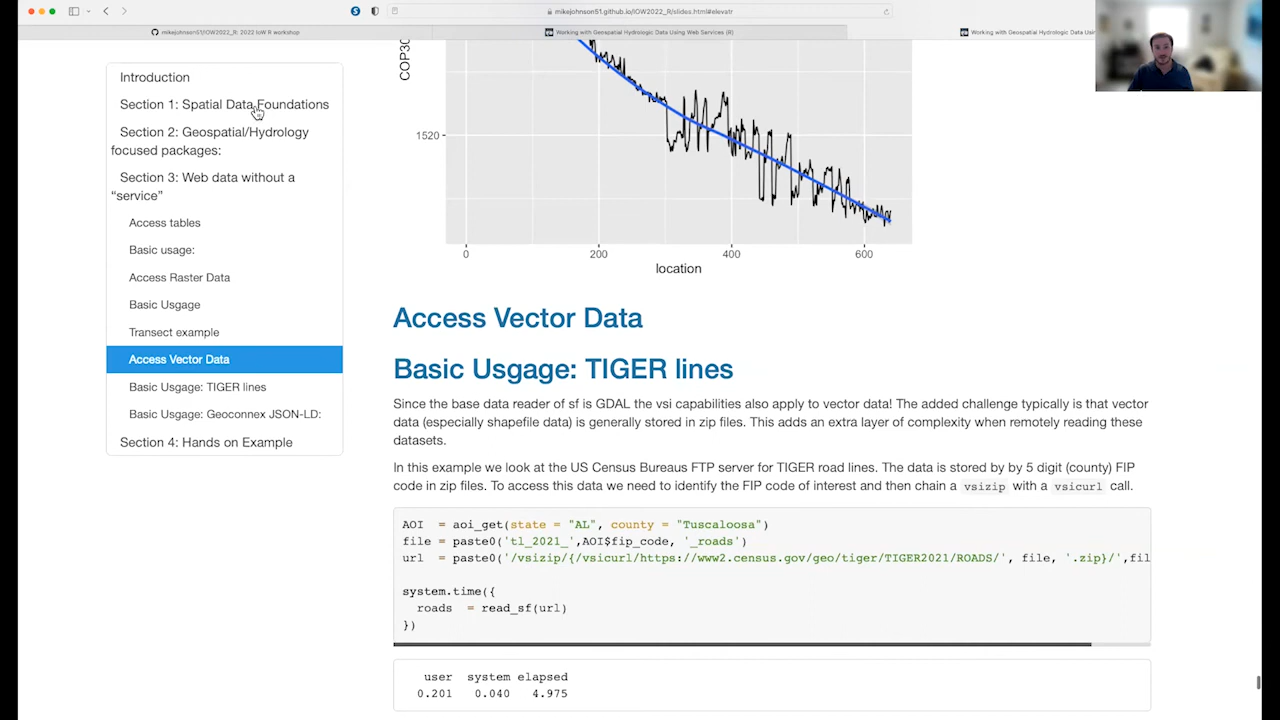 mikejohnson51.github.io/IOW2022_R/slides.html#elevatr
mikejohnson51/IOW2022_R: 2022 IoW R workshop
Working with Geospatial Hydrologic Data Using Web Services (R)
Working with Geospatial Hydrologic Data Usin
Introduction
Section 1: Spatial Data Foundations
Section 2: Geospatial/Hydrology
focused packages:
Section 3: Web data without a
“service”
Access tables
Basic usage:
Access Raster Data
Basic Usgage
Transect example
Access Vector Data
Basic Usgage: TIGER lines
Basic Usgage: Geoconnex JSON-LD:
Section 4: Hands on Example
COP30
1520
0 200 400 600
location
Access Vector Data
Basic Usgage: TIGER lines
Since the base data reader of sf is GDAL the vsi capabilities also apply to vector data! The added challenge typically is that vector
data (especially shapefile data) is generally stored in zip files. This adds an extra layer of complexity when remotely reading these
datasets.
In this example we look at the US Census Bureaus FTP server for TIGER road lines. The data is stored by by 5 digit (county) FIP
code in zip files. To access this data we need to identify the FIP code of interest and then chain a vsizip with a vsicurl call.
AOI = aoi_get(state = "AL", county = "Tuscaloosa")
file = paste0('tl_2021_',AOI$fip_code, '_roads')
url = paste0('/vsizip/{/vsicurl/https://www2.census.gov/geo/tiger/TIGER2021/ROADS/', file, '.zip}/',fil
system.time({
roads = read_sf(url)
})
user system elapsed
0.201 0.040 4.975